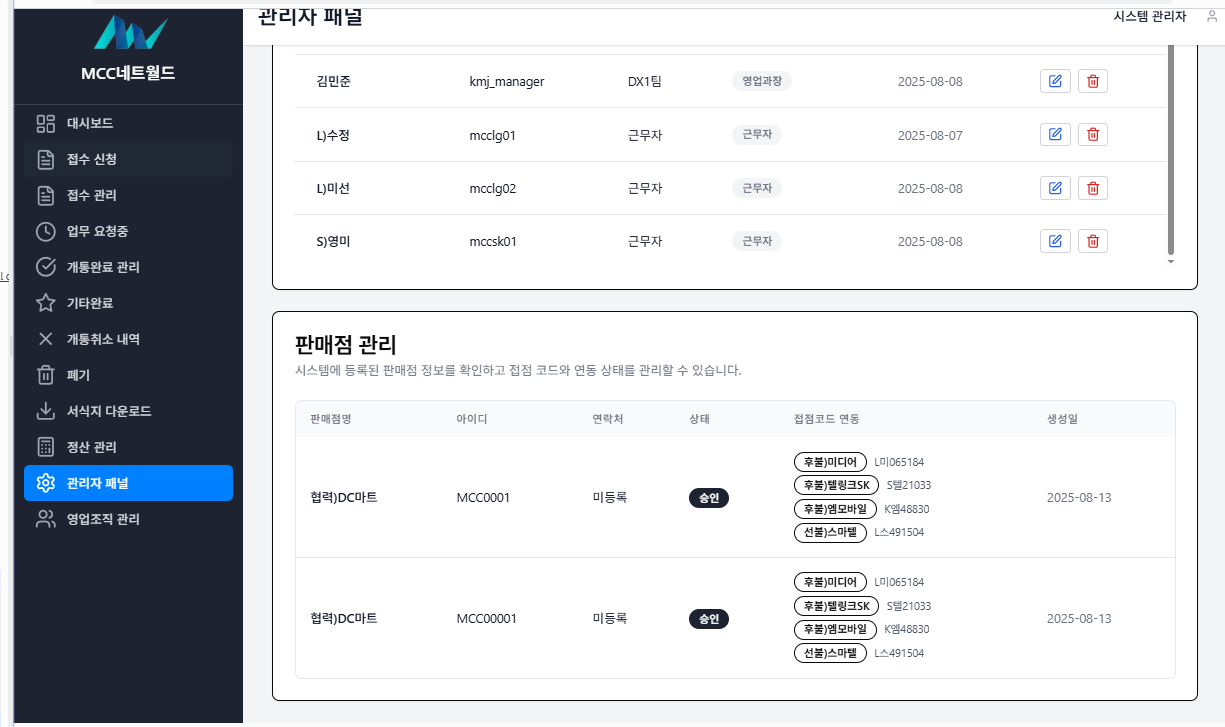 관리자 패널
시스템 관리자
MCC네트월드
대시보드
접수 신청
접수 관리
업무 요청중
개통완료 관리
기타완료
개통취소 내역
폐기
서식지 다운로드
정산 관리
관리자 패널
영업조직 관리
김민준 kmj_manager DX1팀 영업과장 2025-08-08
L)수정 mcclg01 근무자 근무자 2025-08-07
L)미선 mcclg02 근무자 근무자 2025-08-08
S)영미 mccsk01 근무자 근무자 2025-08-08
판매점 관리
시스템에 등록된 판매점 정보를 확인하고 접점 코드와 연동 상태를 관리할 수 있습니다.
판매점명 아이디 연락처 상태 접점코드 연동 생성일
협력)DC마트 MCC0001 미등록 승인
후불)미디어 L미065184
후불)텔링크SK S텔21033
후불)엠모바일 K엠48830
선불)스마텔 L스491504
2025-08-13
협력)DC마트 MCC00001 미등록 승인
후불)미디어 L미065184
후불)텔링크SK S텔21033
후불)엠모바일 K엠48830
선불)스마텔 L스491504
2025-08-13